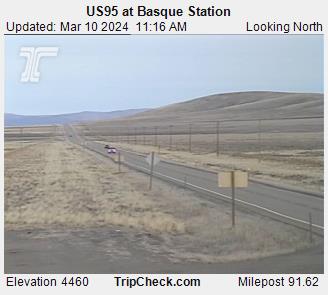 US95 at Basque Station
Updated: Mar 10 2024 11:16 AM Looking North
Elevation 4460 TripCheck.com Milepost 91.62